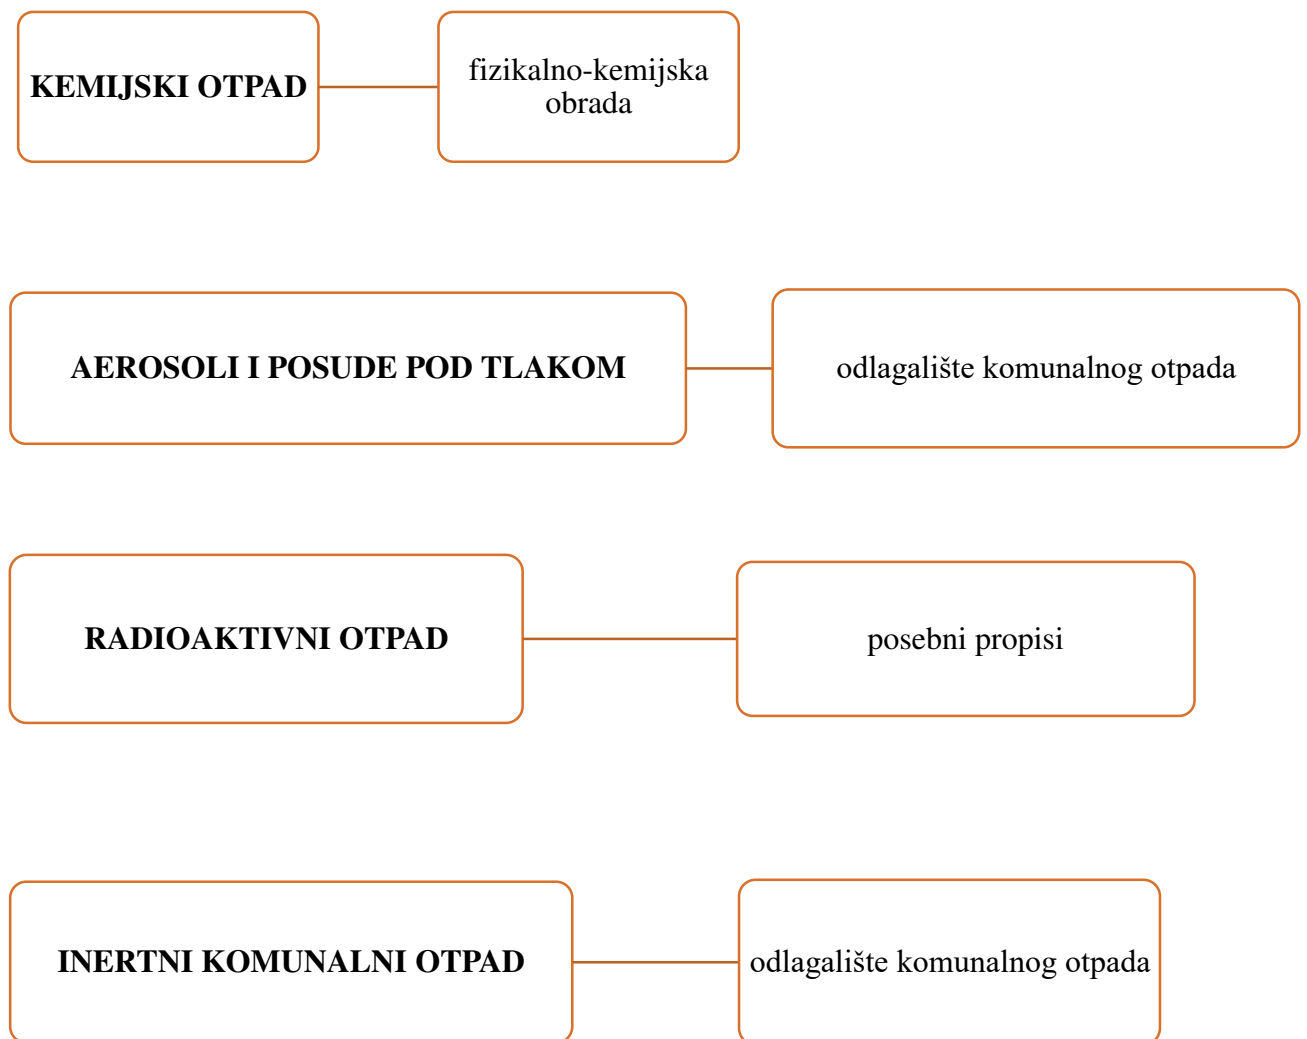 KEMIJSKI OTPAD
fizikalno-kemijska
obrada
AEROSOLI I POSUDE POD TLAKOM
odlagalište komunalnog otpada
RADIOAKTIVNI OTPAD
posebni propisi
INERTNI KOMUNALNI OTPAD
odlagalište komunalnog otpada